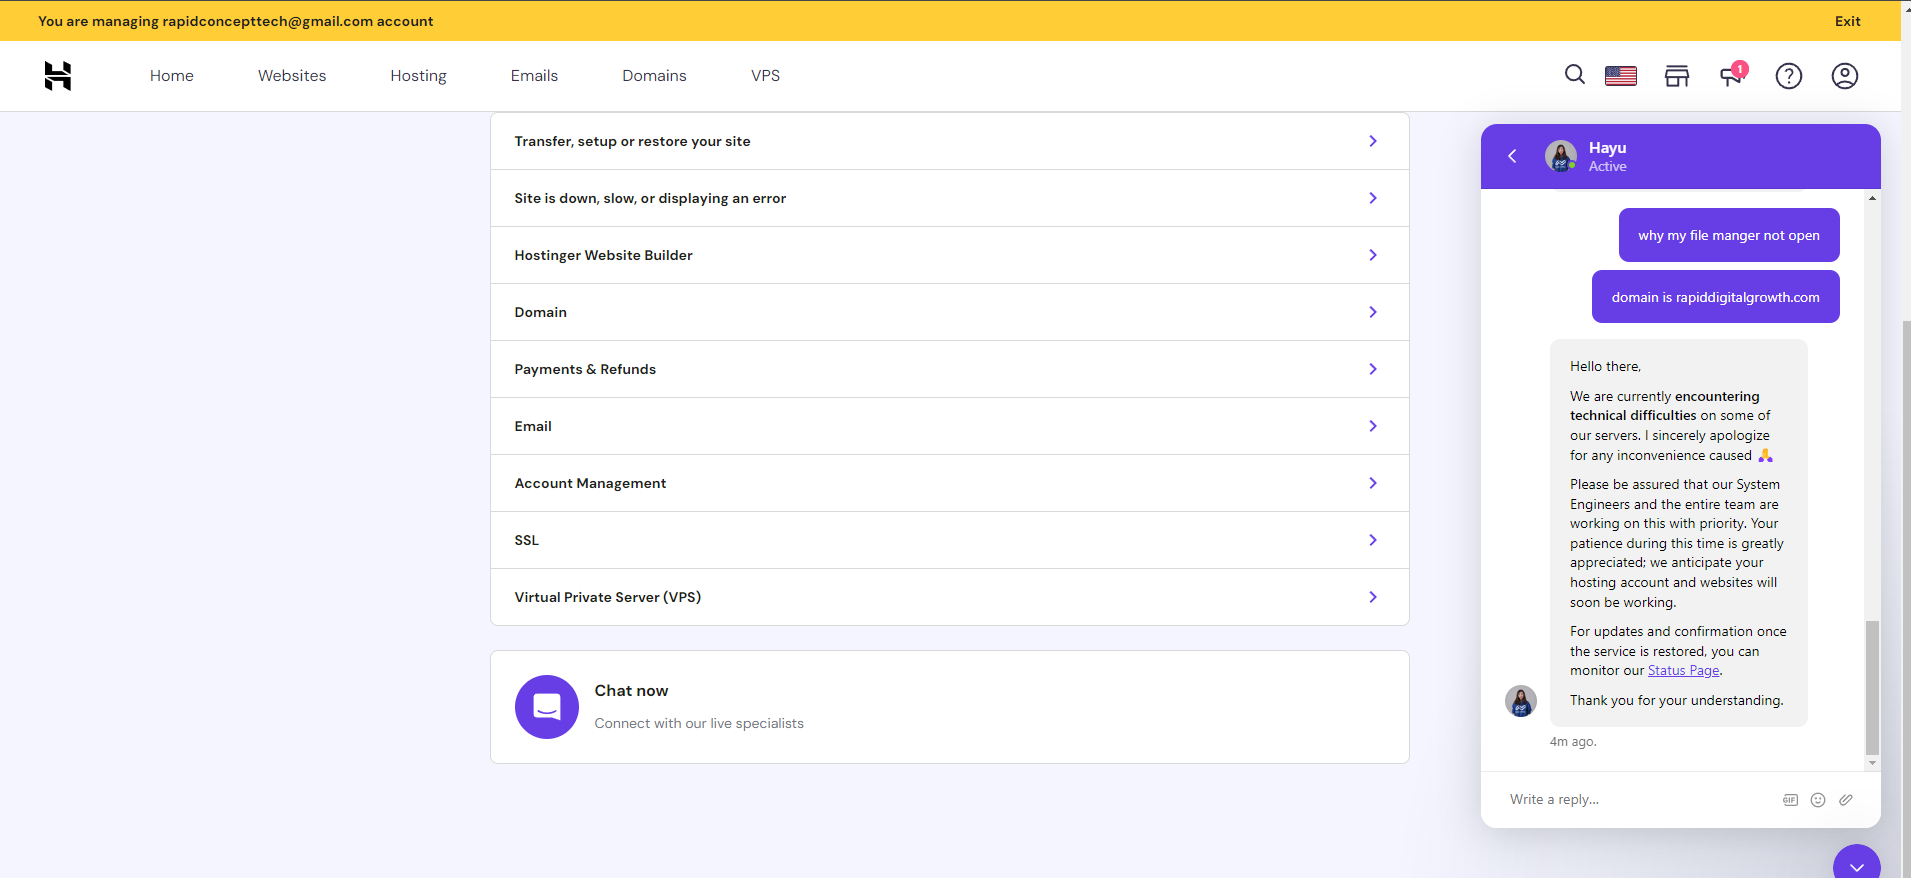 You are managing rapidconcepttech@gmail.com account
Exit
Home
Websites
Hosting
Emails
Domains
VPS
1
Transfer, setup or restore your site
Site is down, slow, or displaying an error
Hostinger Website Builder
Domain
Payments & Refunds
Email
Account Management
SSL
Virtual Private Server (VPS)
Chat now
Connect with our live specialists
Hayu
Active
why my file manger not open
domain is rapiddigitalgrowth.com
Hello there,
We are currently encountering
technical difficulties on some of
our servers. I sincerely apologize
for any inconvenience caused 🙏
Please be assured that our System
Engineers and the entire team are
working on this with priority. Your
patience during this time is greatly
appreciated; we anticipate your
hosting account and websites will
soon be working.
For updates and confirmation once
the service is restored, you can
monitor our Status Page.
Thank you for your understanding.
4m ago.
Write a reply...
GIF